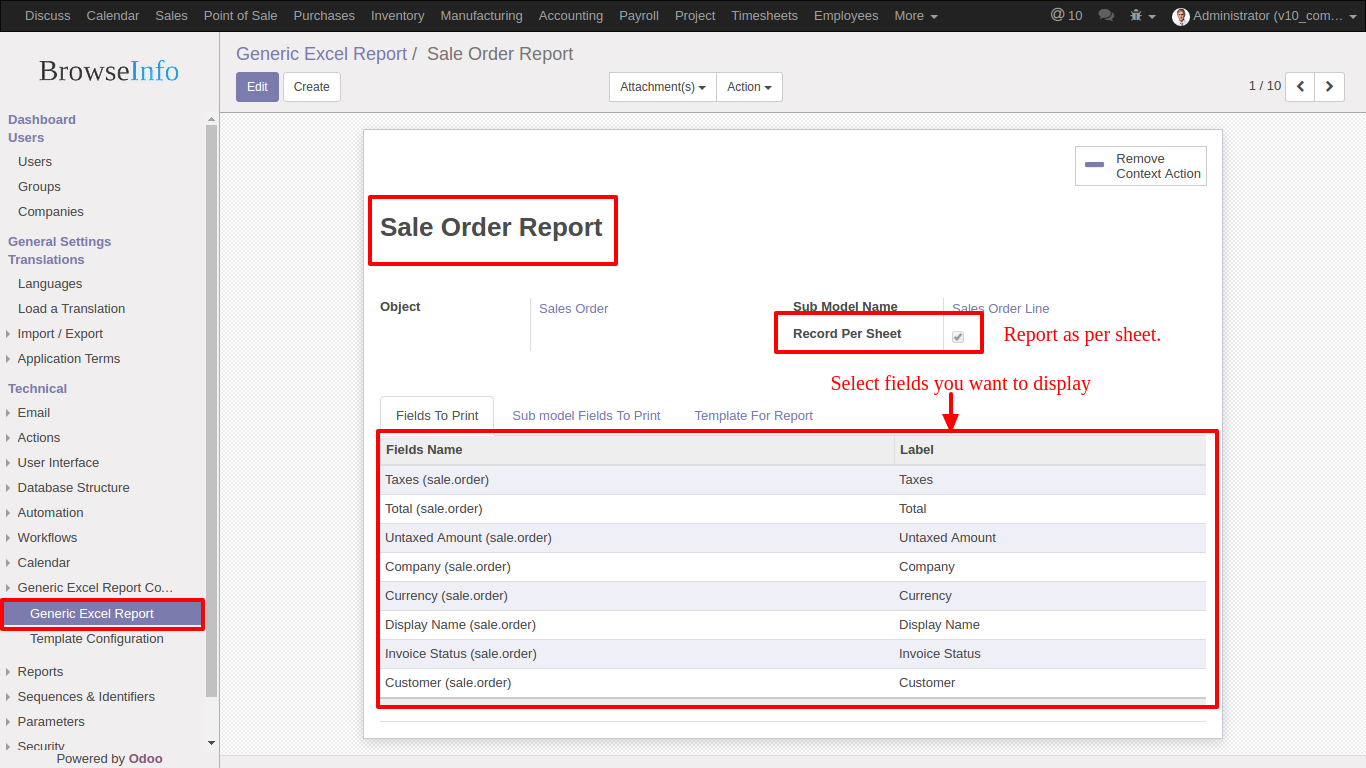 Discuss Calendar Sales Point of Sale Purchases Inventory Manufacturing Accounting Payroll Project Timesheets Employees More @ 10 Administrator (v10_com…
BrowseInfo
Generic Excel Report / Sale Order Report
Edit Create Attachment(s) Action 1 / 10
Dashboard
Users
Users
Groups
Companies
General Settings
Translations
Languages
Load a Translation
Import / Export
Application Terms
Technical
Email
Actions
User Interface
Database Structure
Automation
Workflows
Calendar
Generic Excel Report Co…
Generic Excel Report
Template Configuration
Reports
Sequences & Identifiers
Parameters
Security
Powered by Odoo
Remove
Context Action
Sale Order Report
Object Sales Order
Sub Model Name Sales Order Line
Record Per Sheet Report as per sheet.
Select fields you want to display
Fields To Print Sub model Fields To Print Template For Report
Fields Name Label
Taxes (sale.order) Taxes
Total (sale.order) Total
Untaxed Amount (sale.order) Untaxed Amount
Company (sale.order) Company
Currency (sale.order) Currency
Display Name (sale.order) Display Name
Invoice Status (sale.order) Invoice Status
Customer (sale.order) Customer